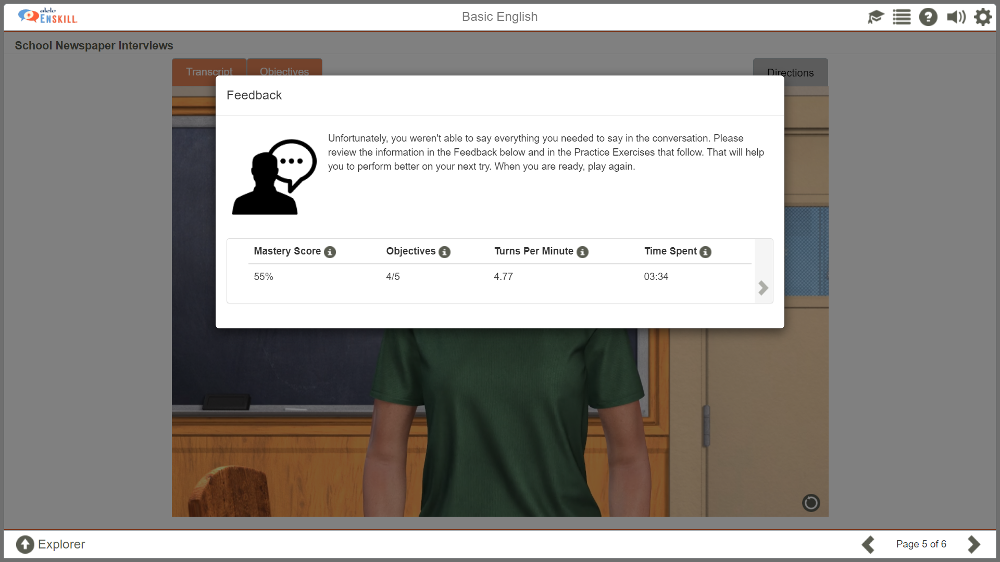 alelo
ENSKILL.
Basic English
School Newspaper Interviews
Transcript
Objectives
Directions
Feedback
Unfortunately, you weren't able to say everything you needed to say in the conversation. Please
review the information in the Feedback below and in the Practice Exercises that follow. That will help
you to perform better on your next try. When you are ready, play again.
Mastery Score
Objectives
Turns Per Minute
Time Spent
55%
4/5
4.77
03:34
Explorer
Page 5 of 6